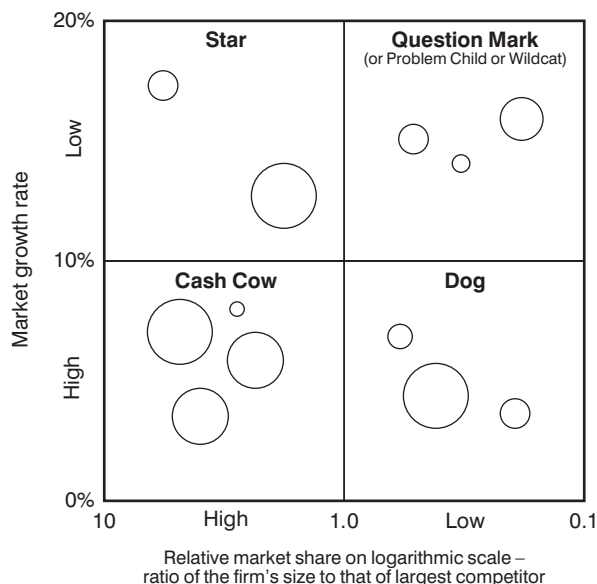 20%
Star
Question Mark
(or Problem Child or Wildcat)
Low
Market growth rate
10%
Cash Cow
Dog
High
0%
10
High
1.0
Low
0.1
Relative market share on logarithmic scale –
ratio of the firm's size to that of largest competitor